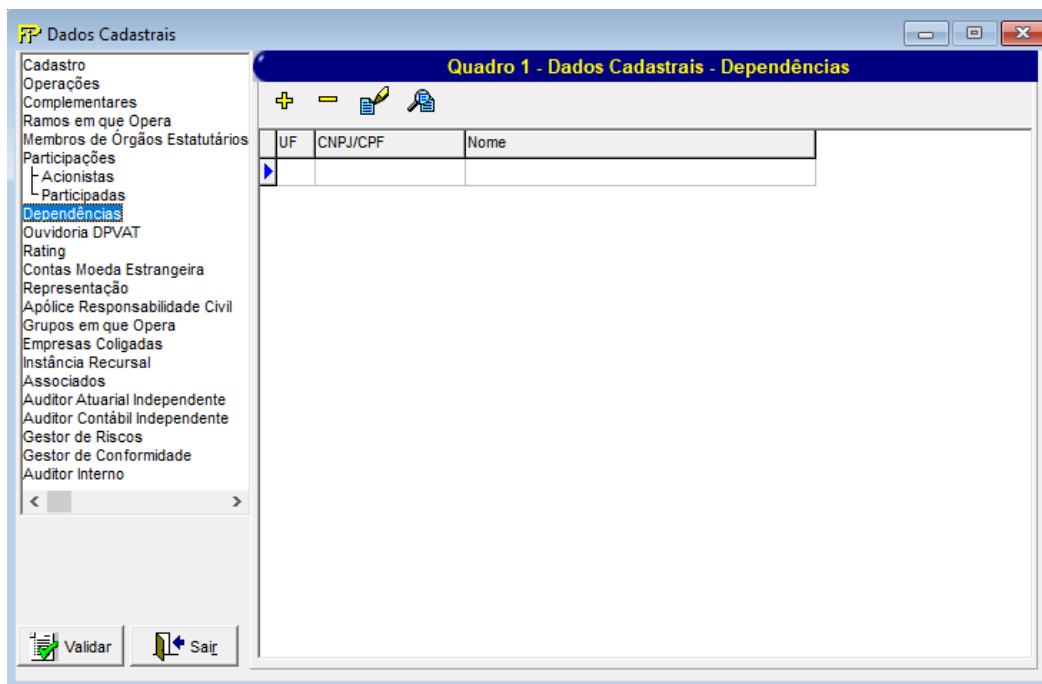 FIP Dados Cadastrais
Cadastro
Operações
Complementares
Ramos em que Opera
Membros de Órgãos Estatutários
Participações
Acionistas
Participadas
Dependências
Ouvidoria DPVAT
Rating
Contas Moeda Estrangeira
Representação
Apólice Responsabilidade Civil
Grupos em que Opera
Empresas Coligadas
Instância Recursal
Associados
Auditor Atuarial Independente
Auditor Contábil Independente
Gestor de Riscos
Gestor de Conformidade
Auditor Interno
Validar
Sair
Quadro 1 - Dados Cadastrais - Dependências
UF CNPJ/CPF Nome